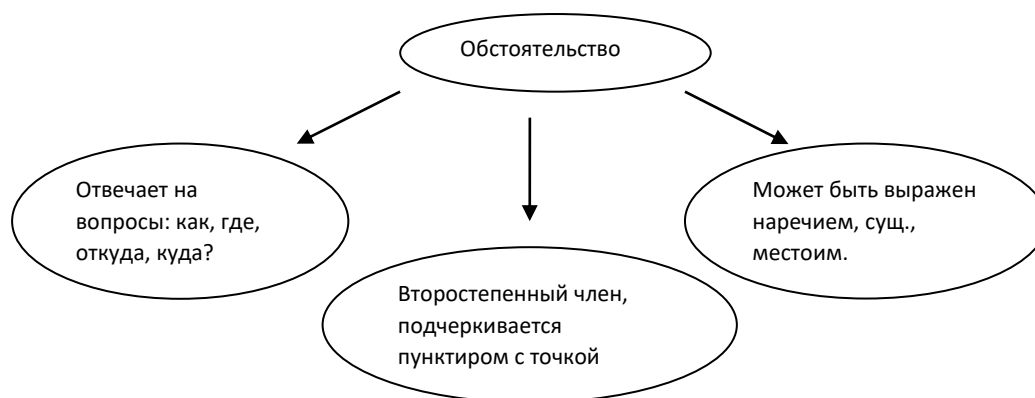 Обстоятельство
Отвечает на
вопросы: как, где,
откуда, куда?
Второстепенный член,
подчеркивается
пунктиром с точкой
Может быть выражен
наречием, сущ.,
местоим.